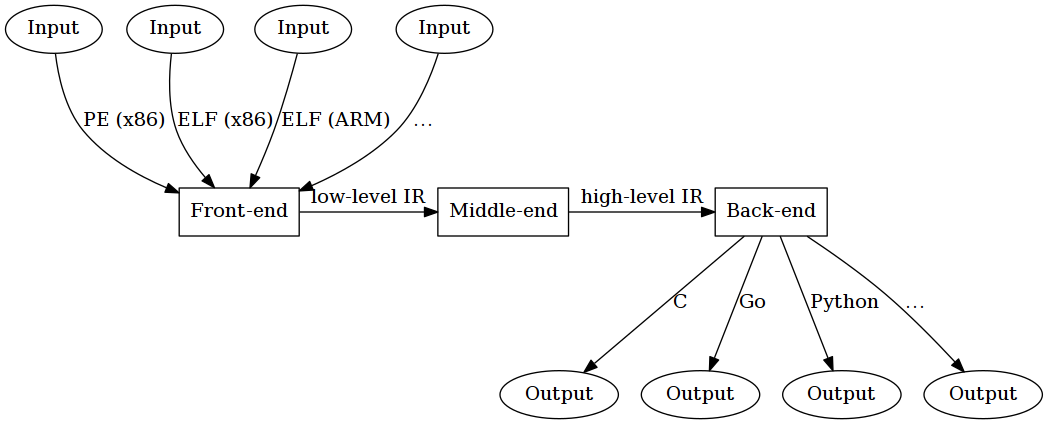 Input
Input
Input
Input
PE (x86)
ELF (x86)
ELF (ARM)
...
Front-end
low-level IR
Middle-end
high-level IR
Back-end
C
Go
Python
...
Output
Output
Output
Output